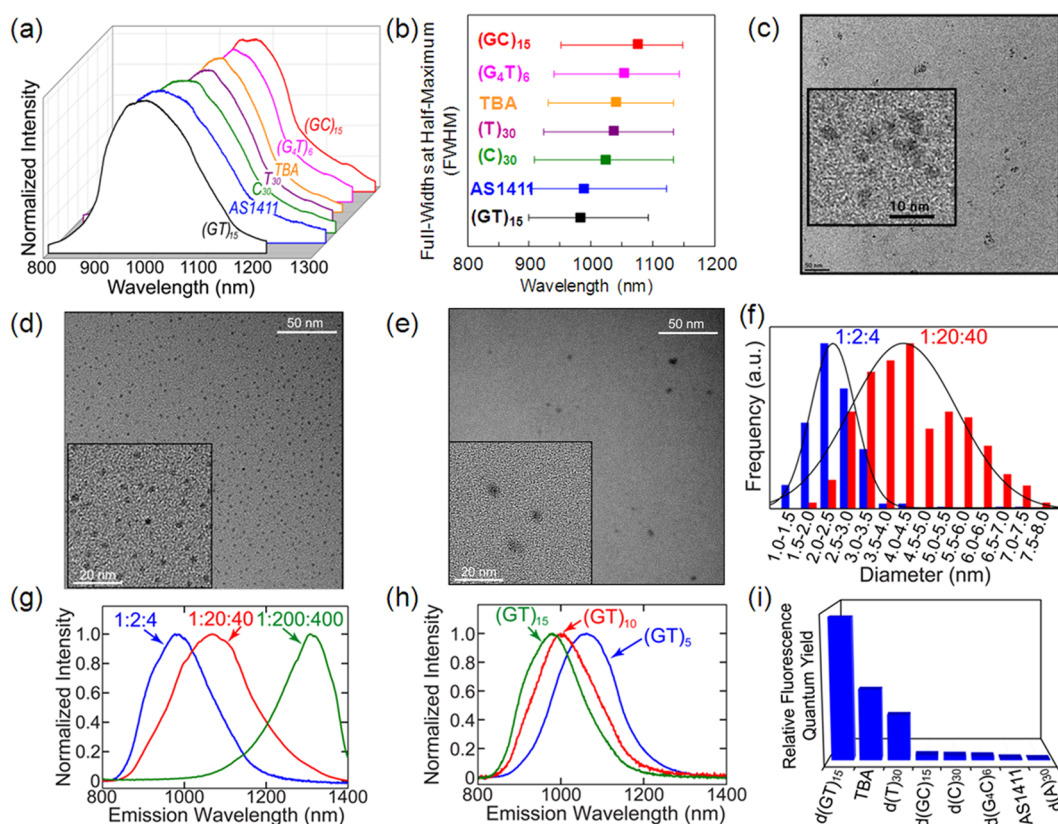 (a)
Normalized Intensity
(GC)15
(G4T)6
TBA
T30
C30
AS1411
(GT)15
800 900 1000 1100 1200 1300
Wavelength (nm)
(b)
Full-Widths at Half-Maximum
(FWHM)
(GC)15
(G4T)6
TBA
(T)30
(C)30
AS1411
(GT)15
800 900 1000 1100 1200
Wavelength (nm)
(c)
10 nm
50 nm
(d)
50 nm
20 nm
(e)
50 nm
20 nm
(f)
Frequency (a.u.)
1:2:4 1:20:40
1.0-1.5
1.5-2.0
2.0-2.5
2.5-3.0
3.0-3.5
3.5-4.0
4.0-4.5
4.5-5.0
5.0-5.5
5.5-6.0
6.0-6.5
6.5-7.0
7.0-7.5
7.5-8.0
Diameter (nm)
(g)
Normalized Intensity
1:2:4 1:20:40 1:200:400
1.0
0.8
0.6
0.4
0.2
0
800 1000 1200 1400
Emission Wavelength (nm)
(h)
Normalized Intensity
(GT)15 (GT)10
(GT)5
1.0
0.8
0.6
0.4
0.2
0
800 1000 1200 1400
Emission Wavelength (nm)
(i)
Relative Fluorescence
Quantum Yield
d(GT)15
TBA
d(T)30
d(GC)15
d(C)30
d(G4C)6
AS1411